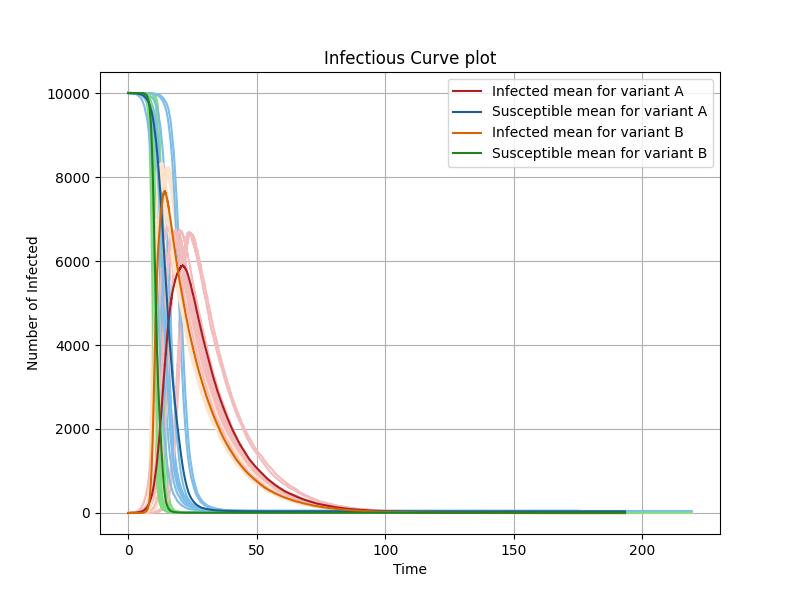 Infectious Curve plot
Infected mean for variant A
Susceptible mean for variant A
Infected mean for variant B
Susceptible mean for variant B
Number of Infected
10000
8000
6000
4000
2000
0
0 50 100 150 200
Time